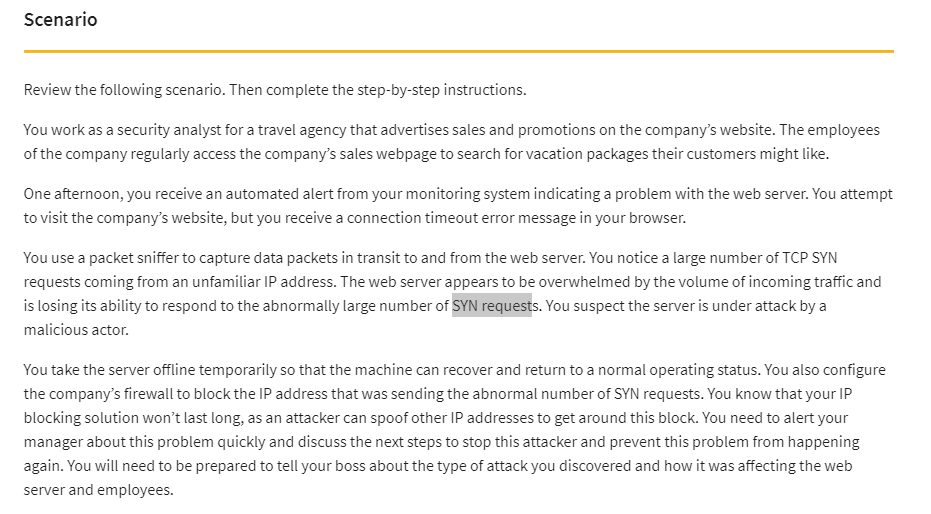 Scenario
Review the following scenario. Then complete the step-by-step instructions.
You work as a security analyst for a travel agency that advertises sales and promotions on the company’s website. The employees
of the company regularly access the company’s sales webpage to search for vacation packages their customers might like.
One afternoon, you receive an automated alert from your monitoring system indicating a problem with the web server. You attempt
to visit the company’s website, but you receive a connection timeout error message in your browser.
You use a packet sniffer to capture data packets in transit to and from the web server. You notice a large number of TCP SYN
requests coming from an unfamiliar IP address. The web server appears to be overwhelmed by the volume of incoming traffic and
is losing its ability to respond to the abnormally large number of SYN requests. You suspect the server is under attack by a
malicious actor.
You take the server offline temporarily so that the machine can recover and return to a normal operating status. You also configure
the company’s firewall to block the IP address that was sending the abnormal number of SYN requests. You know that your IP
blocking solution won’t last long, as an attacker can spoof other IP addresses to get around this block. You need to alert your
manager about this problem quickly and discuss the next steps to stop this attacker and prevent this problem from happening
again. You will need to be prepared to tell your boss about the type of attack you discovered and how it was affecting the web
server and employees.